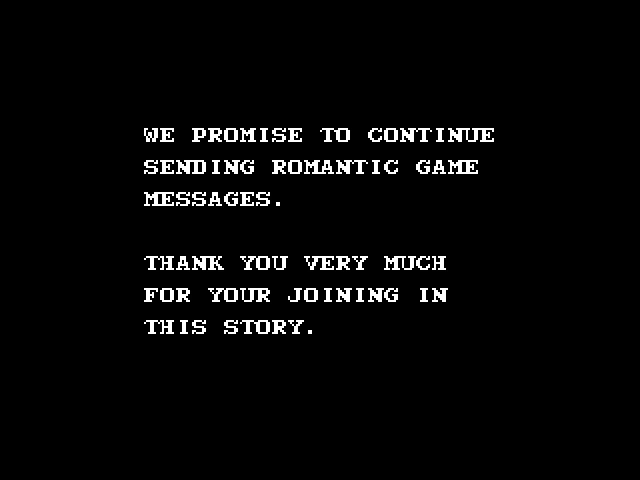 WE PROMISE TO CONTINUE
SENDING ROMANTIC GAME
MESSAGES.
THANK YOU VERY MUCH
FOR YOUR JOINING IN
THIS STORY.